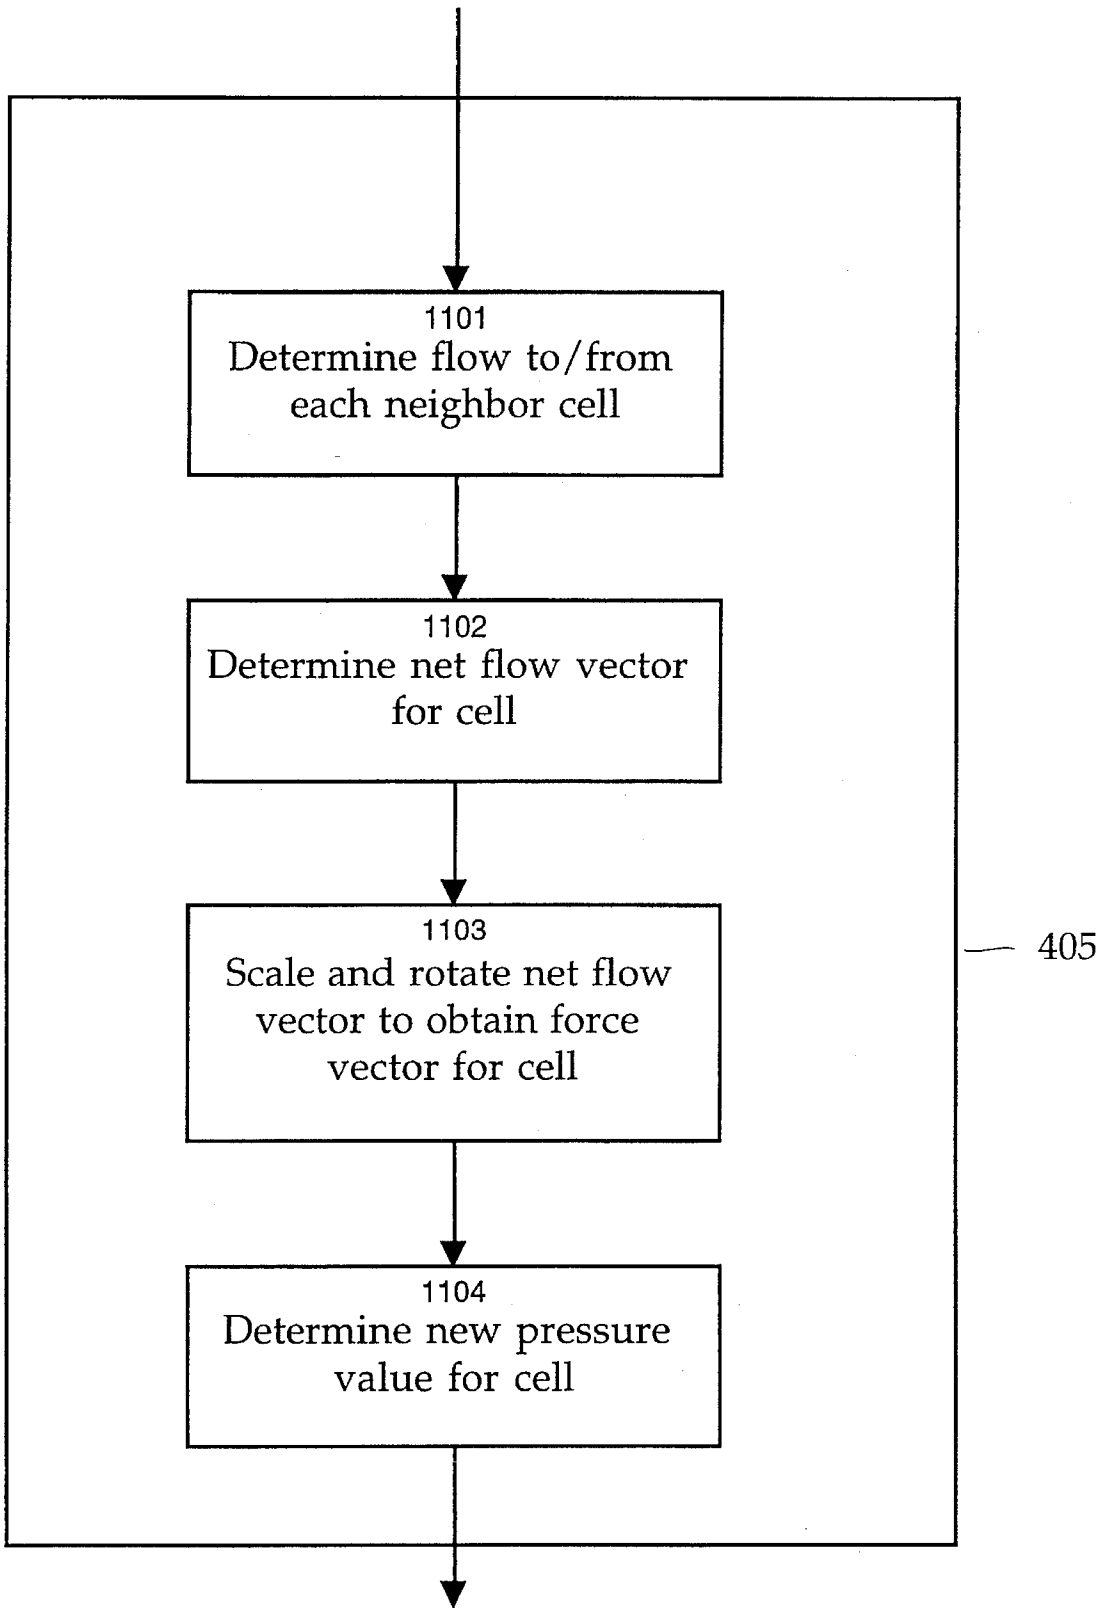 1101
Determine flow to/from
each neighbor cell
1102
Determine net flow vector
for cell
1103
Scale and rotate net flow
vector to obtain force
vector for cell
405
1104
Determine new pressure
value for cell